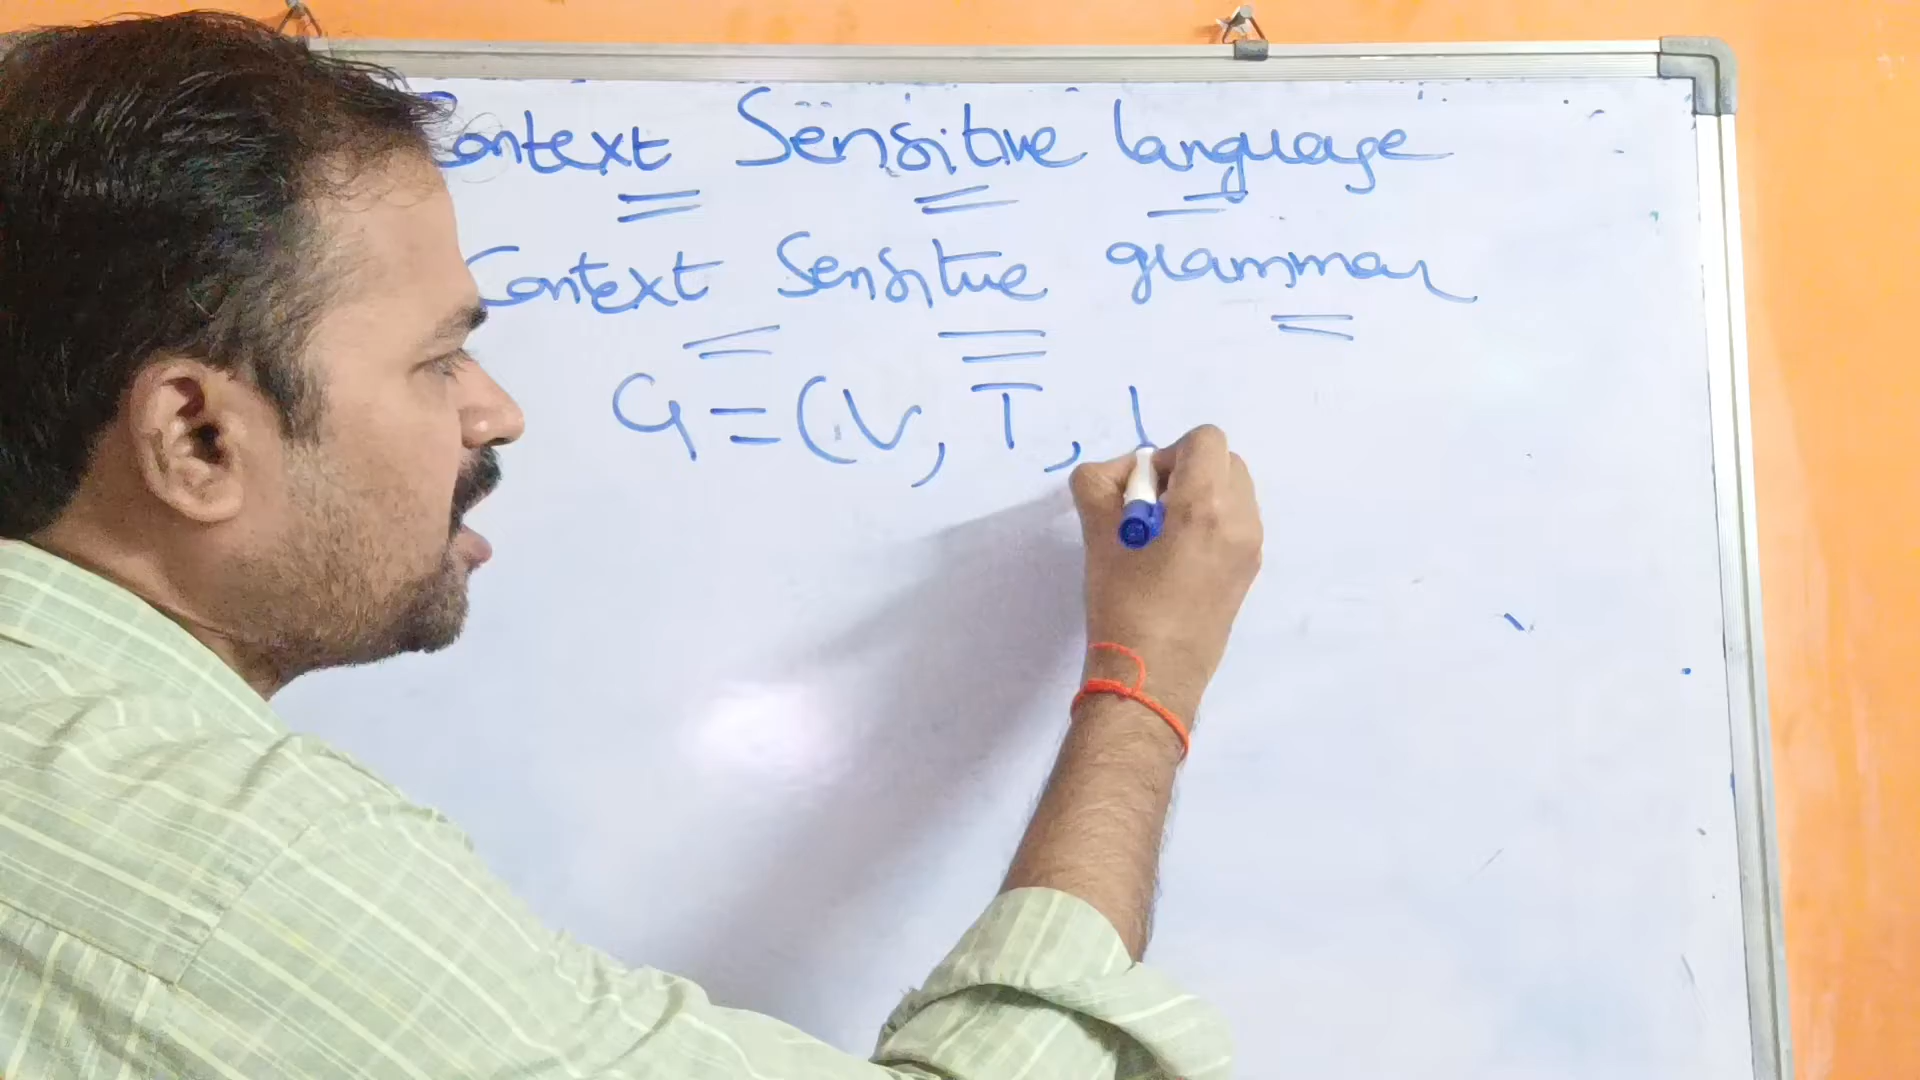 Context Sensitive language
Context Sensitive grammar
G = (V, T,